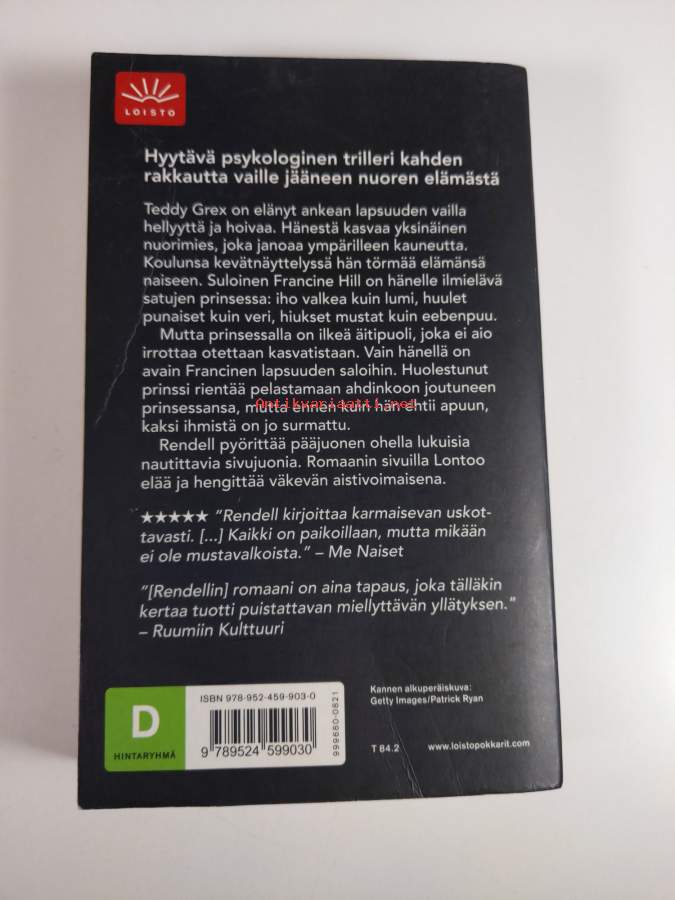 LOISTO
Hyytävä psykologinen trilleri kahden
rakkautta vaille jääneen nuoren elämästä
Teddy Grex on elänyt ankean lapsuuden vailla
hellyyttä ja hoivaa. Hänestä kasvaa yksinäinen
nuorimies, joka janoaa ympärilleen kauneutta.
Koulunsa kevätnäyttelyssä hän törmää elämänsä
naiseen. Suloinen Francine Hill on hänelle ilmielävä
satujen prinsessa: iho valkea kuin lumi, huulet
punaiset kuin veri, hiukset mustat kuin eebenpuu.
Mutta prinsessalla on ilkeä äitipuoli, joka ei aio
irrottaa otettaan kasvatistaan. Vain hänellä on
avain Francinen lapsuuden saloihin. Huolestunut
prinssi rientää pelastamaan ahdinkoon joutuneen
prinsessansa, mutta ennen kuin hän ehtii apuun,
Antikvariaatti.net
kaksi ihmistä on jo surmattu.
Rendell pyörittää pääjuonen ohella lukuisia
nautittavia sivujuonia. Romaanin sivuilla Lontoo
elää ja hengittää väkevän aistivoimaisena.
★★★★★ ”Rendell kirjoittaa karmaisevan uskot-
tavasti. [...] Kaikki on paikoillaan, mutta mikään
ei ole mustavalkoista.” – Me Naiset
”[Rendellin] romaani on aina tapaus, joka tälläkin
kertaa tuotti puistattavan miellyttävän yllätyksen.”
– Ruumiin Kulttuuri
D
HINTARYHMÄ
ISBN 978-952-459-903-0
9 789524 599030
999680-0821
Kannen alkuperäiskuva:
Getty Images/Patrick Ryan
T 84.2
www.loistopokkarit.com